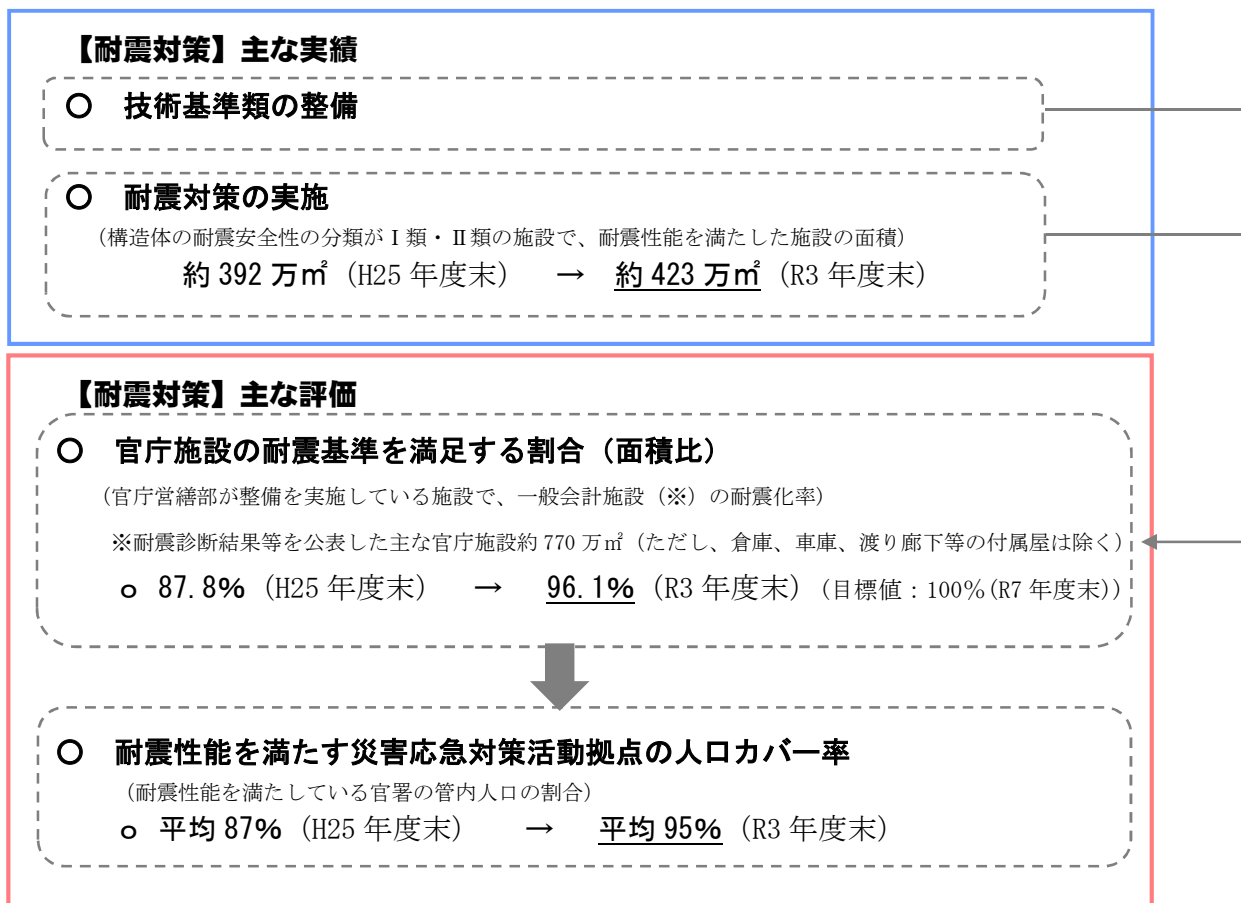 【耐震対策】主な実績
○ 技術基準類の整備
○ 耐震対策の実施
（構造体の耐震安全性の分類がⅠ類・Ⅱ類の施設で、耐震性能を満たした施設の面積）
約 392 万㎡（H25 年度末） → 約 423 万㎡（R3 年度末）
【耐震対策】主な評価
○ 官庁施設の耐震基準を満足する割合（面積比）
（官庁営繕部が整備を実施している施設で、一般会計施設（※）の耐震化率）
※耐震診断結果等を公表した主な官庁施設約 770 万㎡（ただし、倉庫、車庫、渡り廊下等の付属屋は除く）
o 87.8%（H25 年度末） → 96.1%（R3 年度末）（目標値：100％(R7 年度末)）
○ 耐震性能を満たす災害応急対策活動拠点の人口カバー率
（耐震性能を満たしている官署の管内人口の割合）
o 平均 87%（H25 年度末） → 平均 95%（R3 年度末）